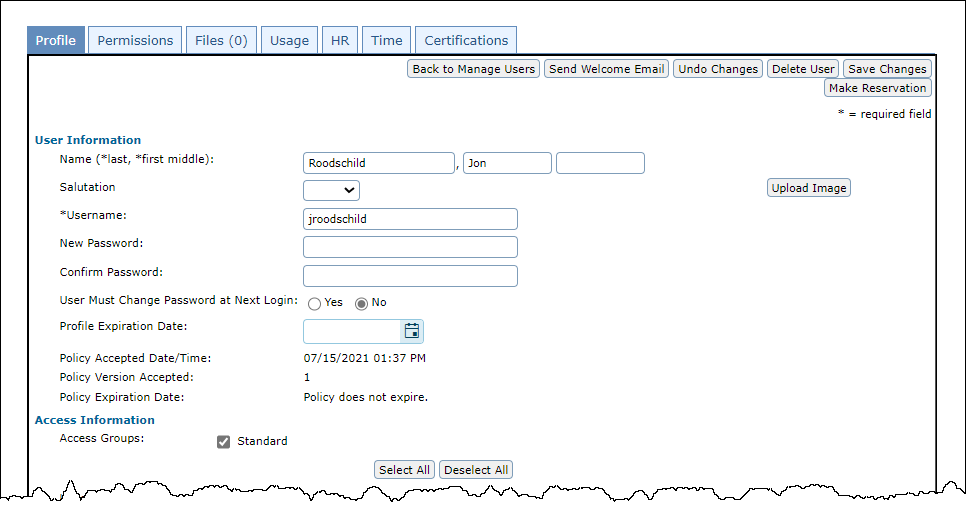 Profile Permissions Files (0) Usage HR Time Certifications
Back to Manage Users Send Welcome Email Undo Changes Delete User Save Changes
Make Reservation
* = required field
User Information
Name (*last, *first middle): Roodschild , Jon
Salutation Upload Image
*Username: jroodschild
New Password:
Confirm Password:
User Must Change Password at Next Login: Yes No
Profile Expiration Date:
Policy Accepted Date/Time: 07/15/2021 01:37 PM
Policy Version Accepted: 1
Policy Expiration Date: Policy does not expire.
Access Information
Access Groups: Standard
Select All Deselect All